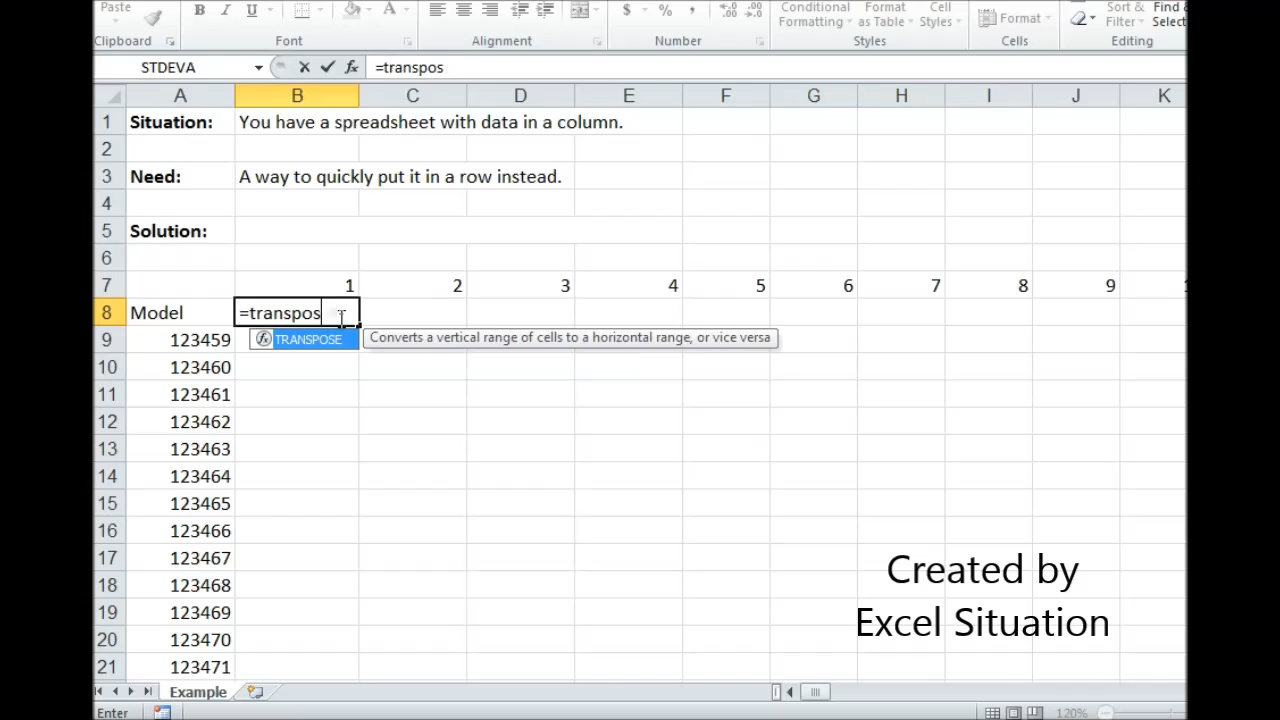 Paste
B I U
A
$ % ,
Conditional Format Cell
Formatting as Table Styles
Format
Sort & Find &
Filter Select
Clipboard Font Alignment Number Styles Cells Editing
STDEVA fx =transpos
A B C D E F G H I J K
1 Situation: You have a spreadsheet with data in a column.
2
3 Need: A way to quickly put it in a row instead.
4
5 Solution:
6
7 1 2 3 4 5 6 7 8 9
8 Model =transpos
9 123459 fx TRANSPOSE Converts a vertical range of cells to a horizontal range, or vice versa
10 123460
11 123461
12 123462
13 123463
14 123464
15 123465
16 123466
17 123467
18 123468
19 123469
20 123470
21 123471
Created by
Excel Situation
Example
Enter 120%